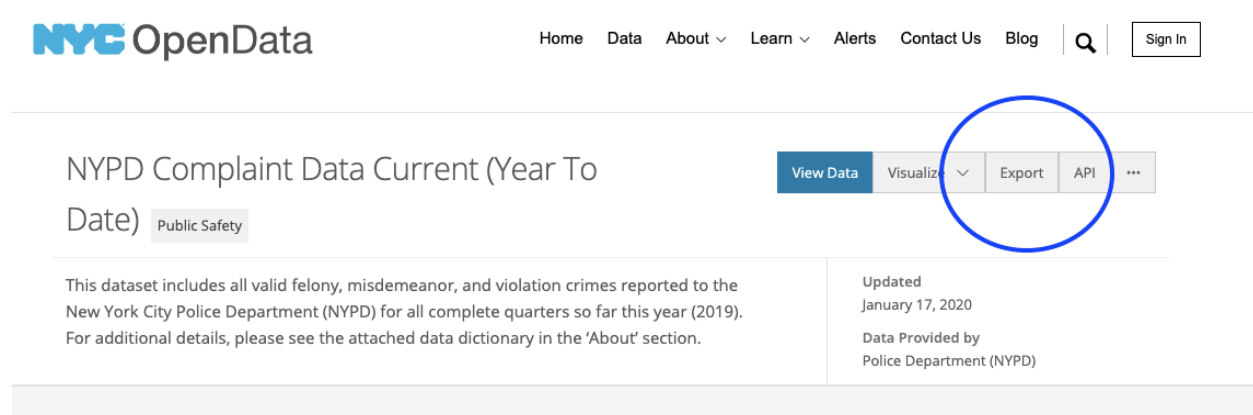 NYC OpenData
Home Data About Learn Alerts Contact Us Blog Sign In
NYPD Complaint Data Current (Year To
Date) Public Safety
View Data Visualize Export API ...
This dataset includes all valid felony, misdemeanor, and violation crimes reported to the
New York City Police Department (NYPD) for all complete quarters so far this year (2019).
For additional details, please see the attached data dictionary in the ‘About’ section.
Updated
January 17, 2020
Data Provided by
Police Department (NYPD)